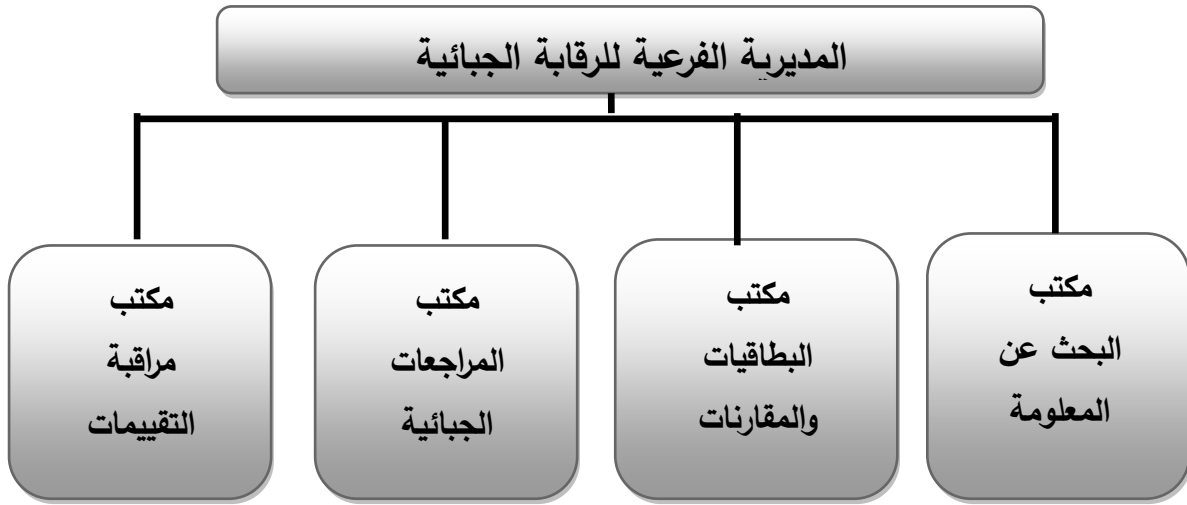 المديرية الفرعية للرقابة الجبائية
مكتب
البحث عن
المعلومة
مكتب
البطاقيات
والمقارنات
مكتب
المراجعات
الجبائية
مكتب
مراقبة
التقييمات